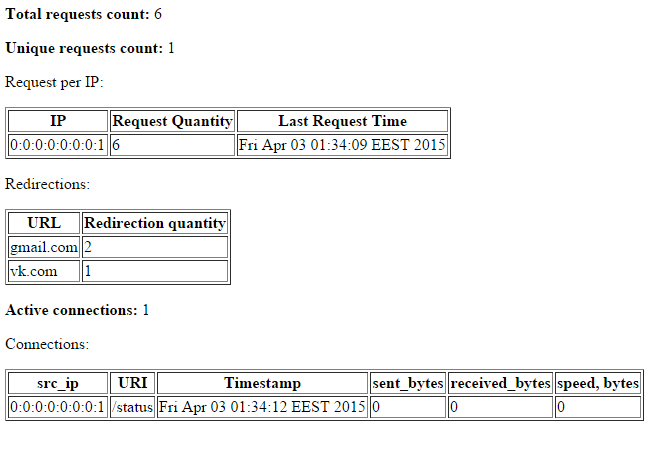 Total requests count: 6
Unique requests count: 1
Request per IP:
IP Request Quantity Last Request Time
0:0:0:0:0:0:0:1 6 Fri Apr 03 01:34:09 EEST 2015
Redirections:
URL Redirection quantity
gmail.com 2
vk.com 1
Active connections: 1
Connections:
src_ip URI Timestamp sent_bytes received_bytes speed, bytes
0:0:0:0:0:0:0:1 /status Fri Apr 03 01:34:12 EEST 2015 0 0 0